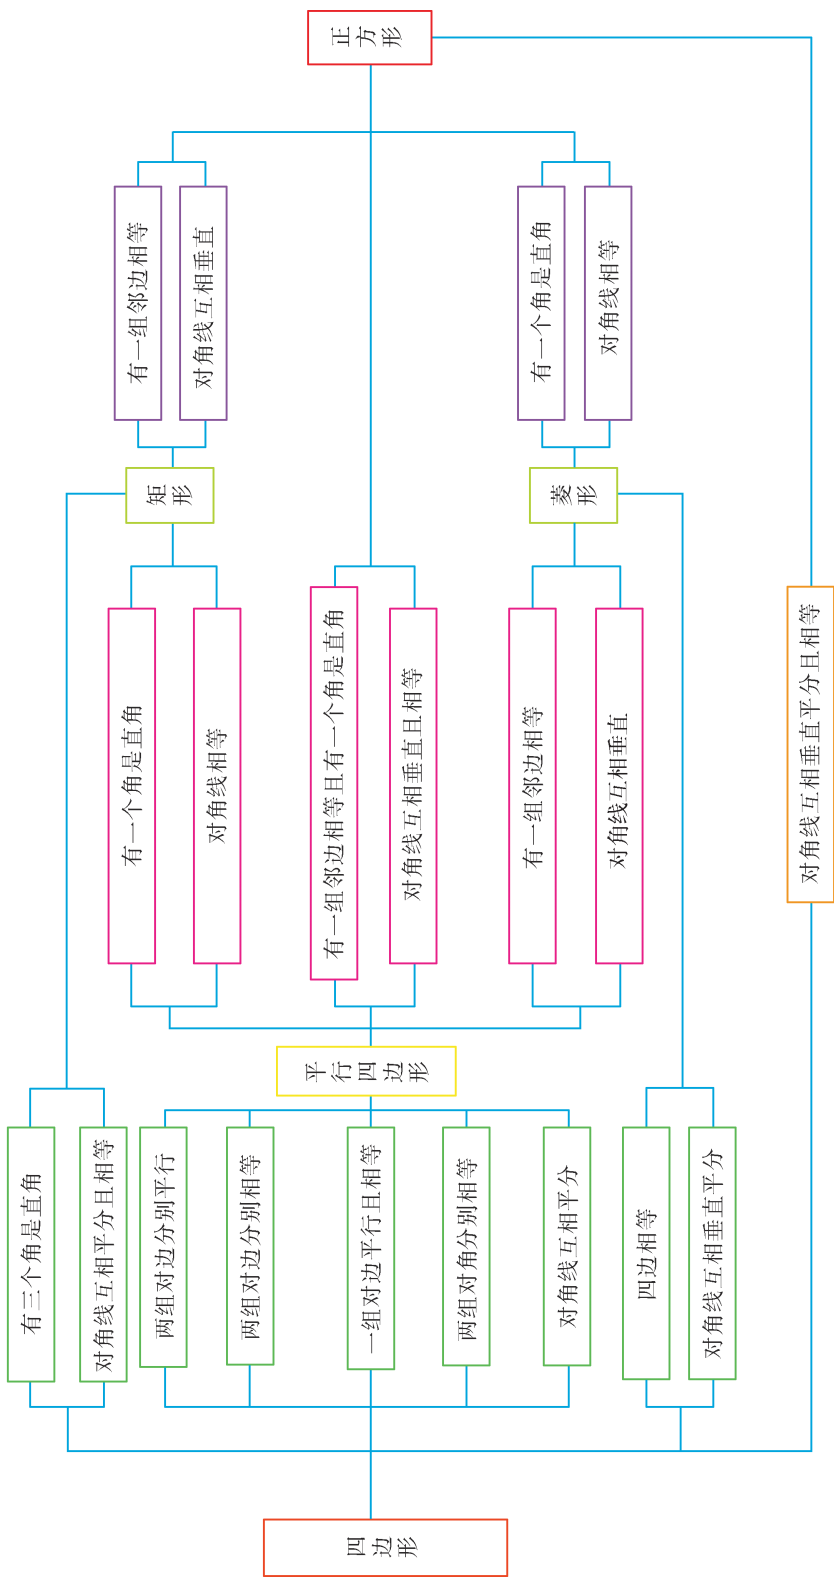 四边形
有三个角是直角
对角线互相平分且相等
两组对边分别平行
两组对边分别相等
一组对边平行且相等
两组对角分别相等
对角线互相平分
四边相等
对角线互相垂直平分
平行四边形
有一个角是直角
对角线相等
有一组邻边相等且有一个角是直角
对角线互相垂直且相等
有一组邻边相等
对角线互相垂直
对角线互相垂直平分且相等
矩形
菱形
有一组邻边相等
对角线互相垂直
有一个角是直角
对角线相等
正方形